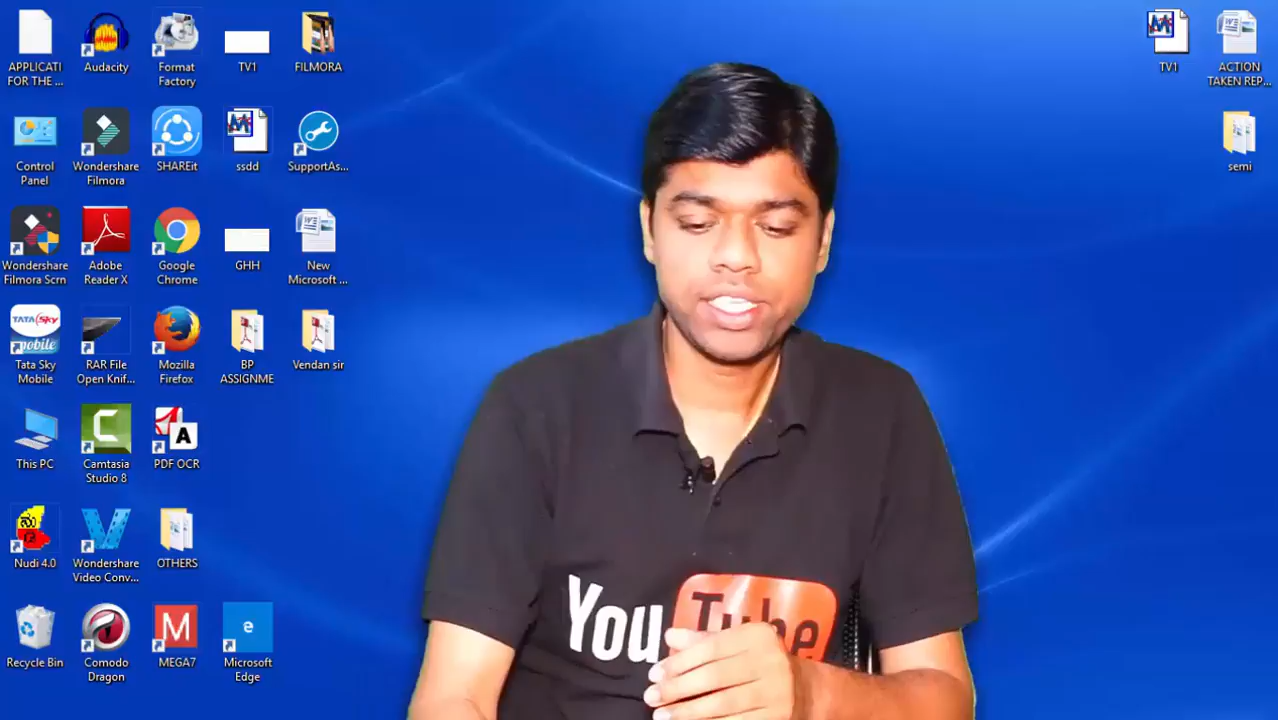 APPLICATI
FOR THE ...
Audacity
Format
Factory
TV1
FILMORA
TV1
ACTION
TAKEN REP...
Control
Panel
Wondershare
Filmora
SHAREit
ssdd
SupportAs...
semi
Wondershare
Filmora Scrn
Adobe
Reader X
Google
Chrome
GHH
New
Microsoft ...
TATA Sky
mobile
Tata Sky
Mobile
RAR File
Open Knif...
Mozilla
Firefox
BP
ASSIGNME
Vendan sir
This PC
Camtasia
Studio 8
A
PDF OCR
Nudi 4.0
Wondershare
Video Conv...
OTHERS
YouTube
Recycle Bin
Comodo
Dragon
M
MEGA7
e
Microsoft
Edge